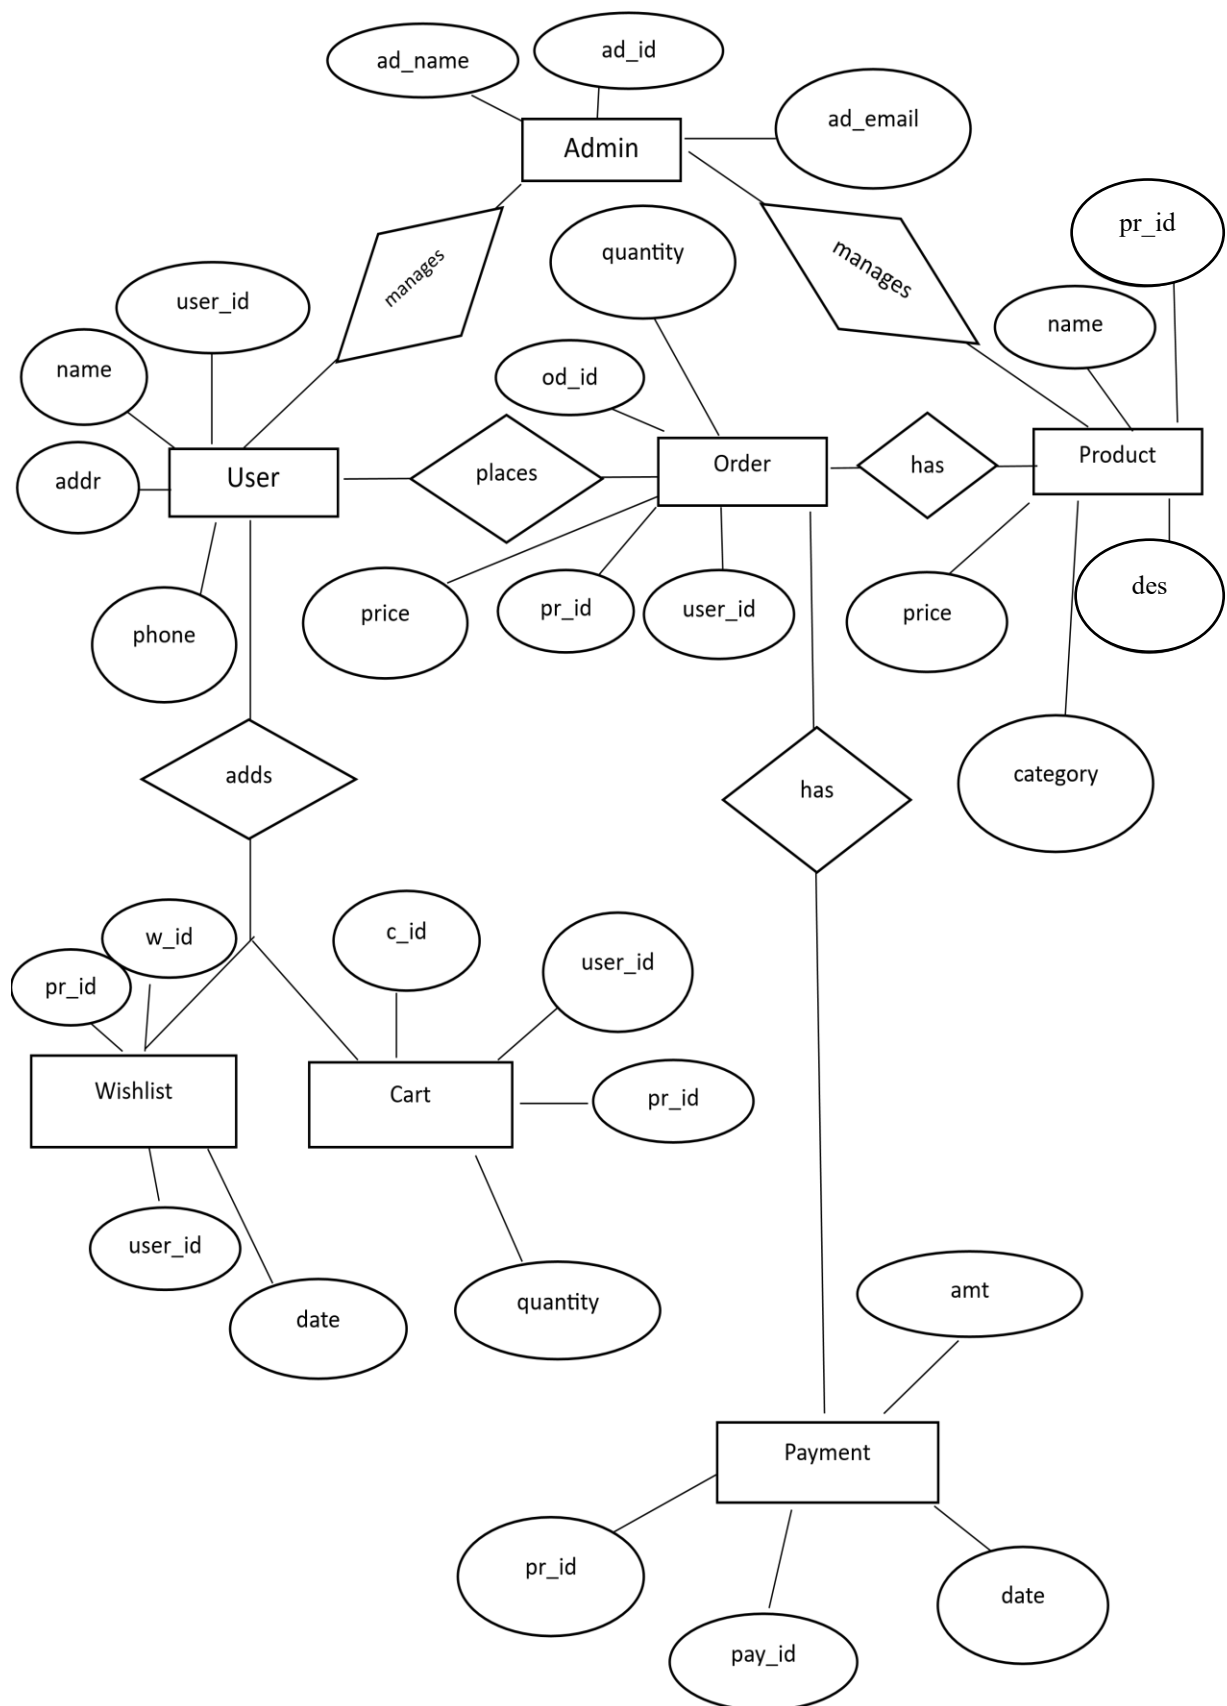 ad_name
ad_id
ad_email
Admin
pr_id
quantity
manages
manages
user_id
name
name
od_id
addr
User
places
Order
has
Product
price
pr_id
user_id
price
des
phone
adds
has
category
w_id
c_id
user_id
pr_id
Wishlist
Cart
pr_id
user_id
date
quantity
amt
Payment
pr_id
date
pay_id